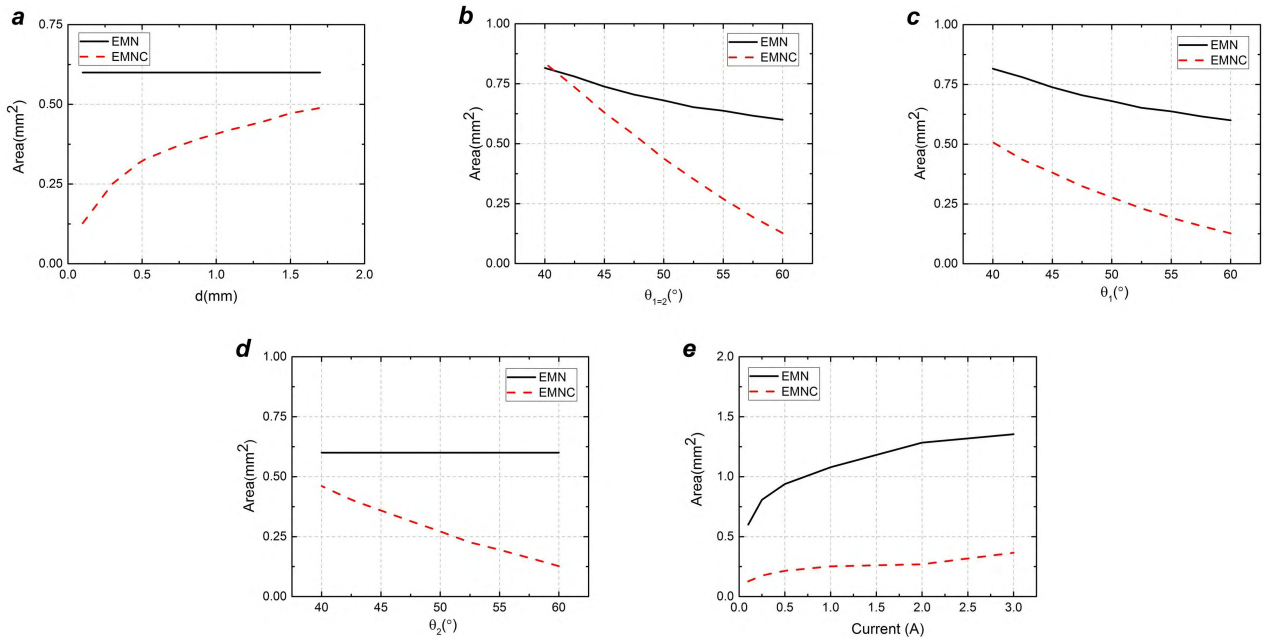 a
0.75
0.50
0.25
0.00
Area(mm²)
EMN
EMNC
0.0 0.5 1.0 1.5 2.0
d(mm)
b
1.00
0.75
0.50
0.25
0.00
Area(mm²)
EMN
EMNC
40 45 50 55 60
θ₁₌₂(°)
c
1.00
0.75
0.50
0.25
0.00
Area(mm²)
EMN
EMNC
40 45 50 55 60
θ₁(°)
d
1.00
0.75
0.50
0.25
0.00
Area(mm²)
EMN
EMNC
40 45 50 55 60
θ₂(°)
e
2.0
1.5
1.0
0.5
0.0
Area(mm²)
EMN
EMNC
0.0 0.5 1.0 1.5 2.0 2.5 3.0
Current (A)